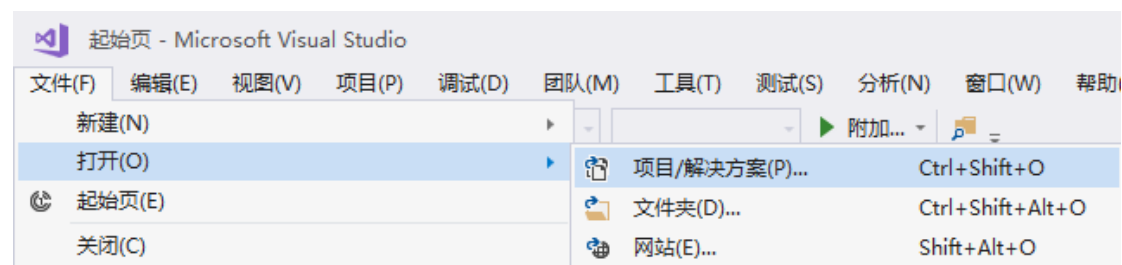 起始页 - Microsoft Visual Studio
文件(F) 编辑(E) 视图(V) 项目(P) 调试(D) 团队(M) 工具(T) 测试(S) 分析(N) 窗口(W) 帮助(
新建(N) 附加...
打开(O) 项目/解决方案(P)... Ctrl+Shift+O
起始页(E) 文件夹(D)... Ctrl+Shift+Alt+O
关闭(C) 网站(E)... Shift+Alt+O